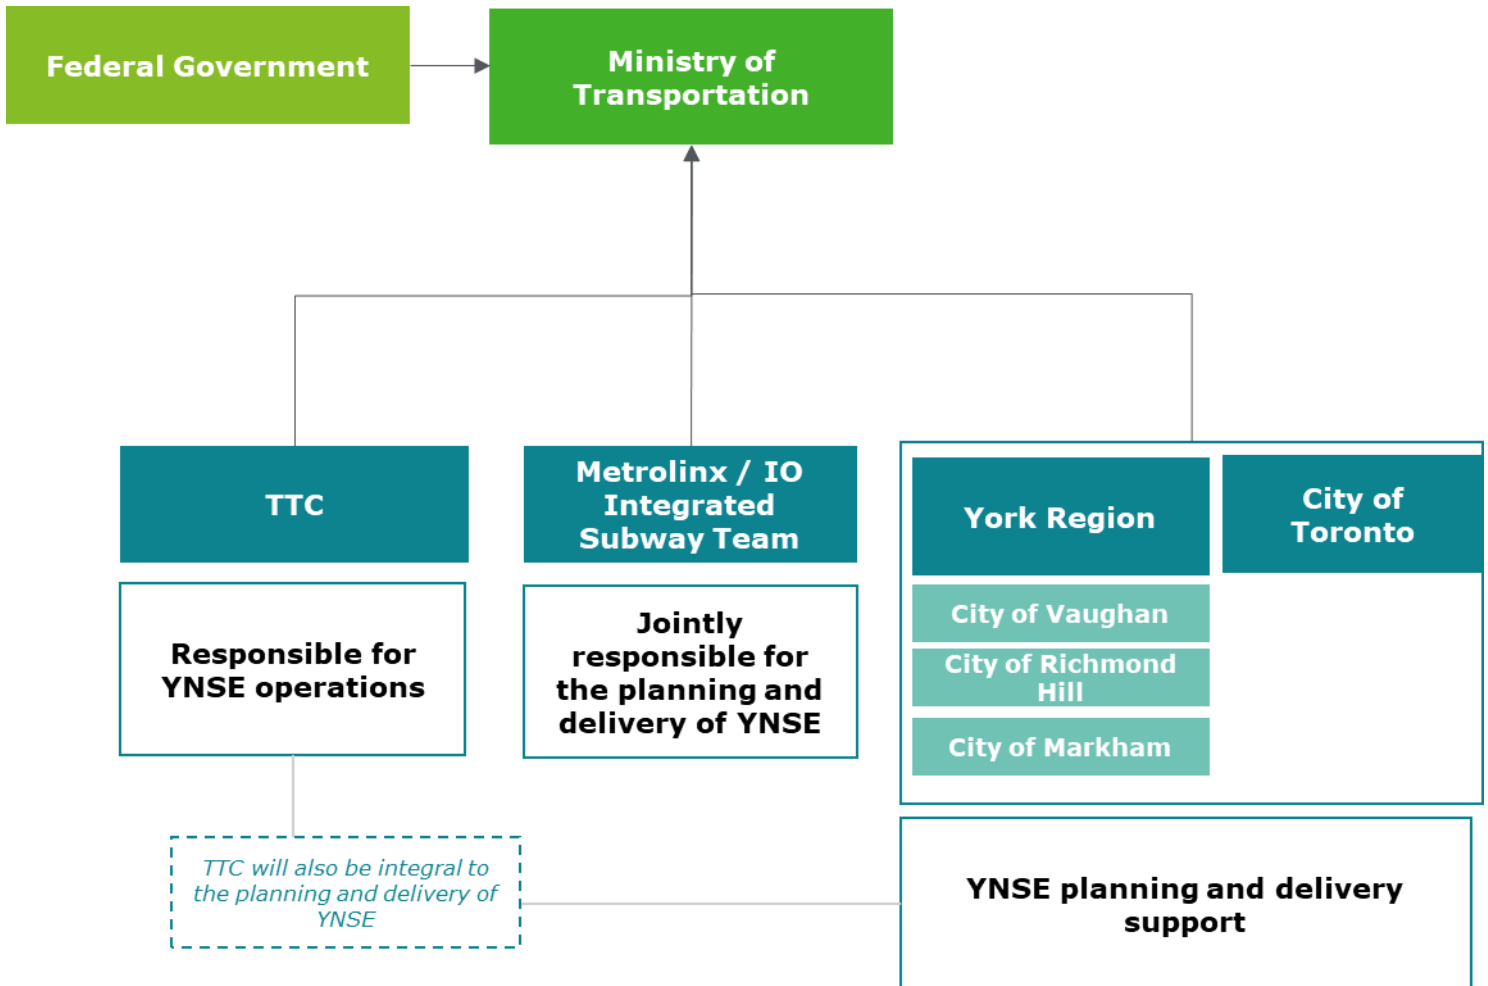 Federal Government
Ministry of
Transportation
TTC
Metrolinx / IO
Integrated
Subway Team
York Region
City of
Toronto
City of Vaughan
City of Richmond
Hill
City of Markham
Responsible for
YNSE operations
Jointly
responsible for
the planning and
delivery of YNSE
TTC will also be integral to
the planning and delivery of
YNSE
YNSE planning and delivery
support